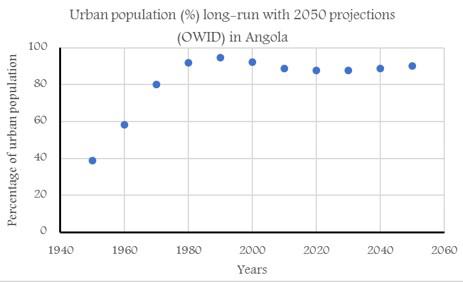 Urban population (%) long-run with 2050 projections
(OWID) in Angola
Percentage of urban population
100
80
60
40
20
0
1940 1960 1980 2000 2020 2040 2060
Years